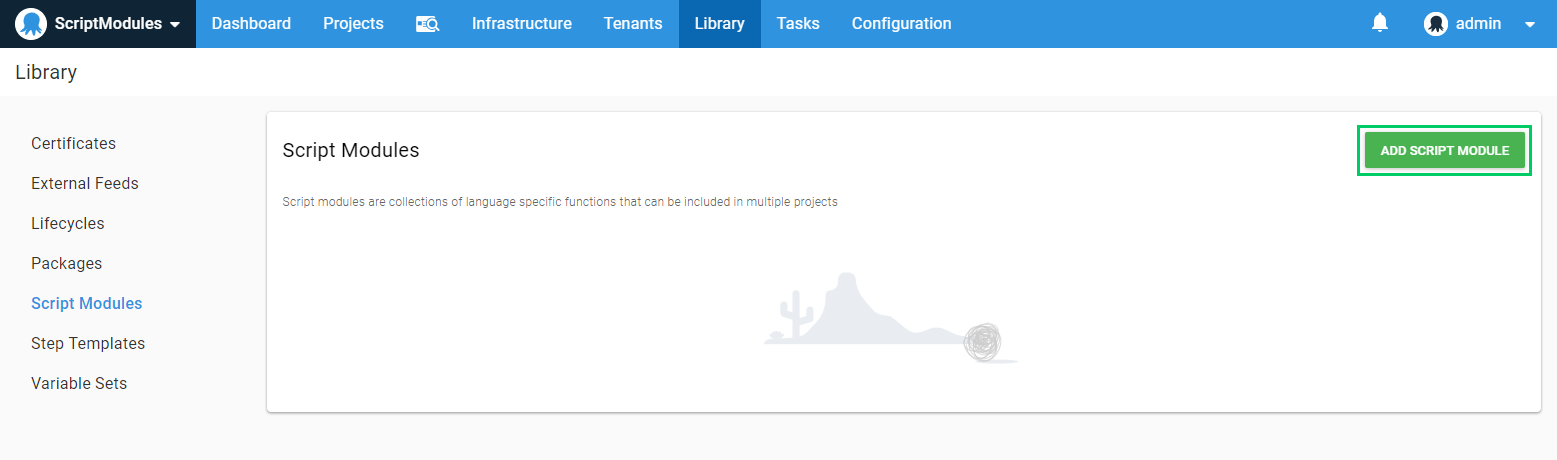 ScriptModules Dashboard Projects Infrastructure Tenants Library Tasks Configuration admin
Library
Certificates
External Feeds
Lifecycles
Packages
Script Modules
Step Templates
Variable Sets
Script Modules
ADD SCRIPT MODULE
Script modules are collections of language specific functions that can be included in multiple projects